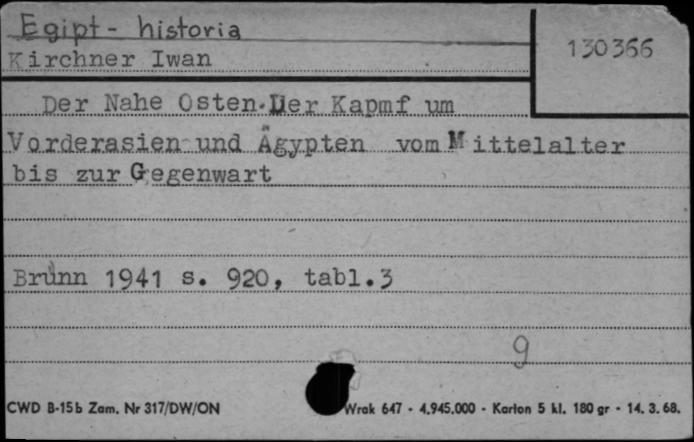 Egipt - historia
130366
Kirchner Iwan
Der Nahe Osten. Der Kapmf um
Vorderasien und Ägypten vom Mittelalter
bis zur Gegenwart
Brünn 1941 s. 920, tabl. 3
9
CWD B-15b Zam. Nr 317/DW/ON
Wrak 647 - 4.945.000 - Karton 5 kl. 180 gr - 14. 3. 68.